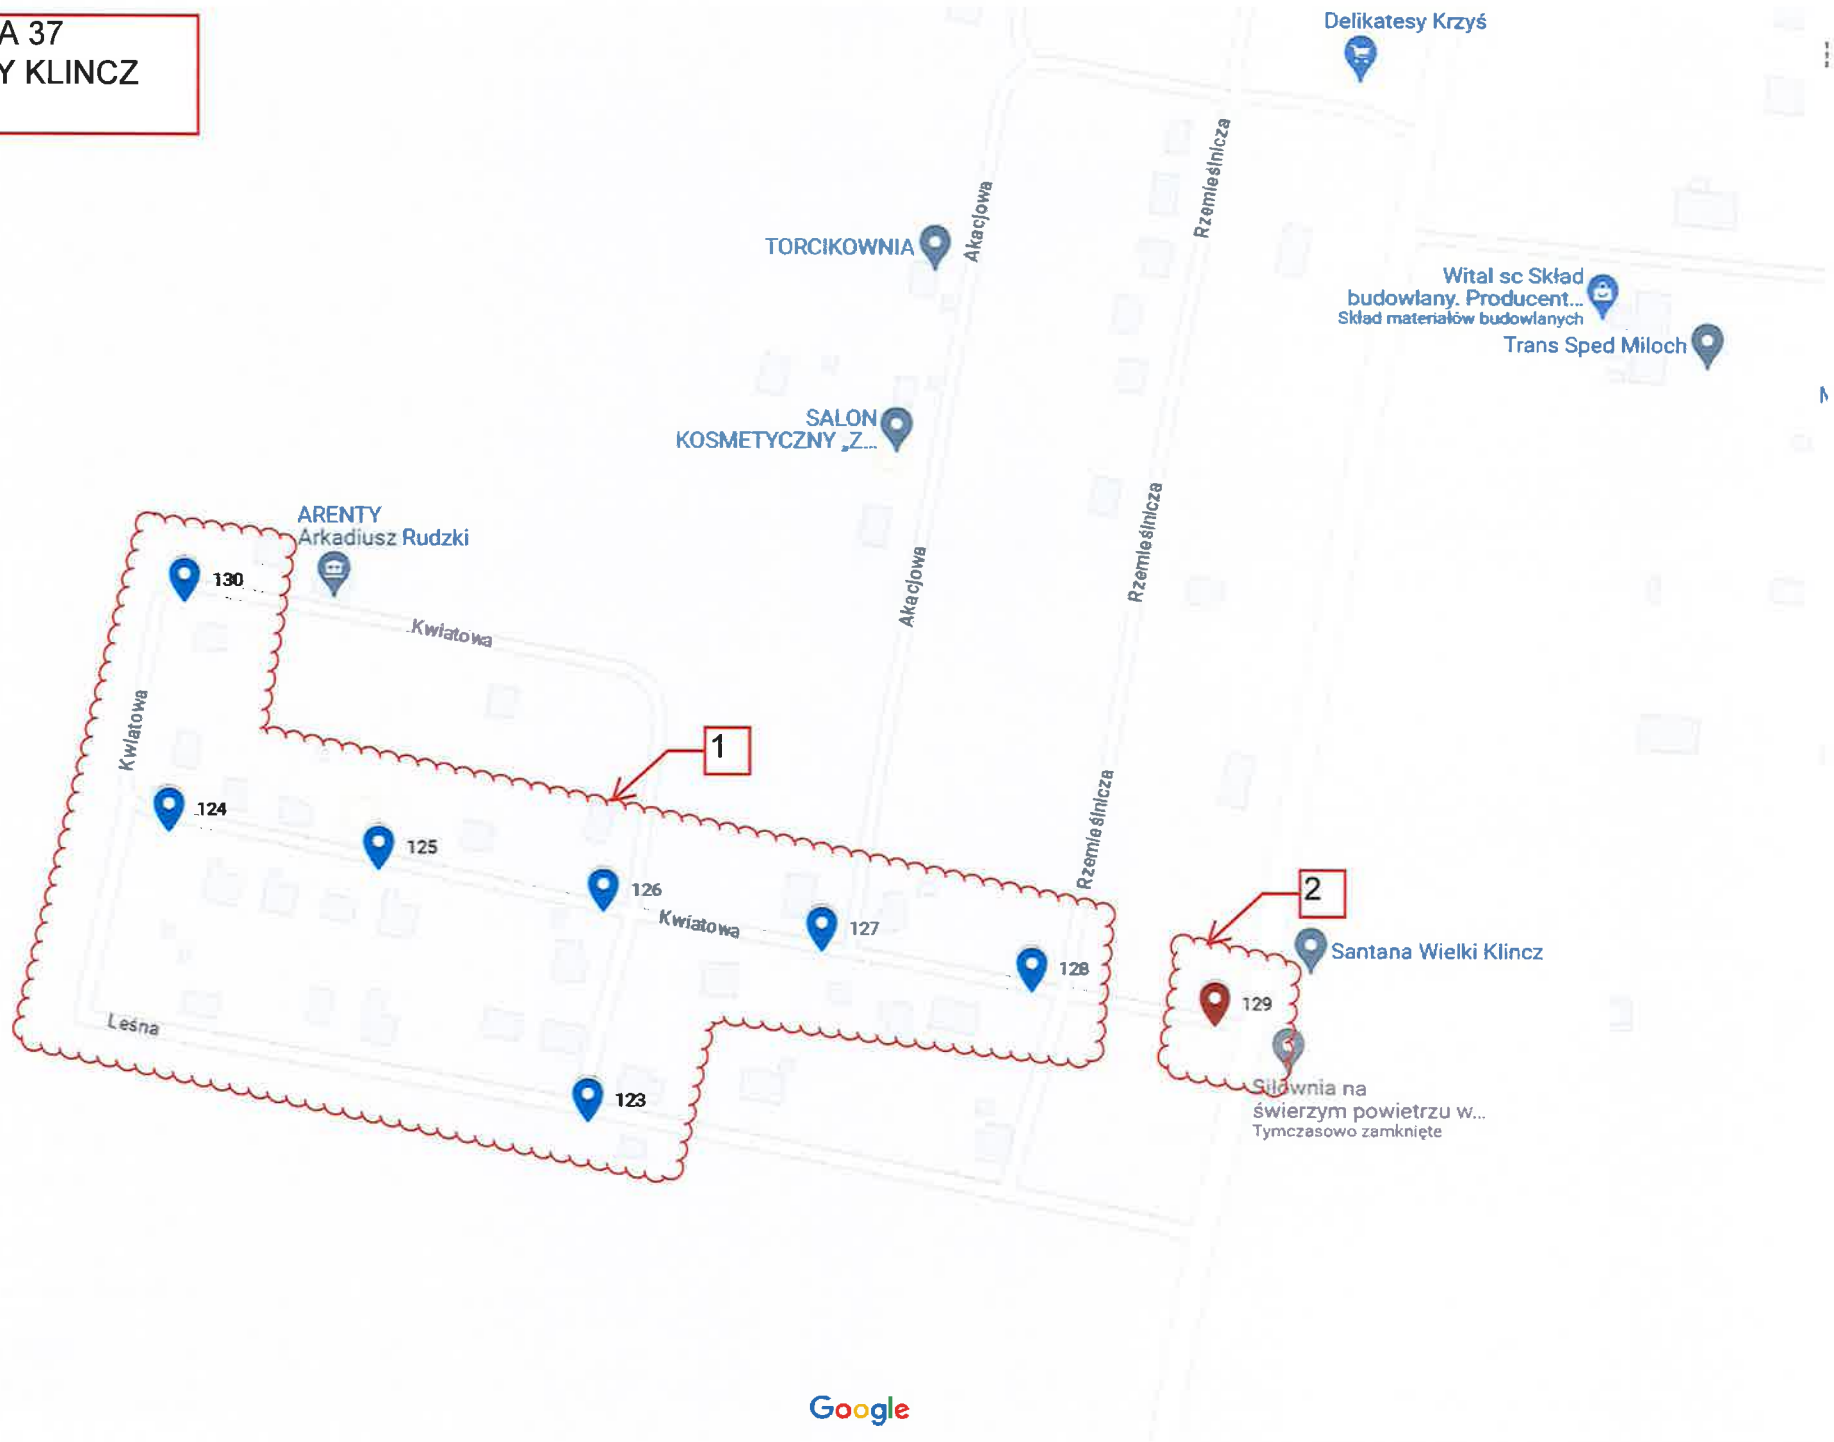 A 37
Y KLINCZ
Delikatesy Krzyś
Rzemieślnicza
Akacjowa
TORCIKOWNIA
Wital sc Skład
budowlany. Producent...
Skład materiałów budowlanych
Trans Sped Miloch
SALON
KOSMETYCZNY „Z...
Rzemieślnicza
ARENTY
Arkadiusz Rudzki
Akacjowa
130
Kwiatowa
Kwiatowa
1
124
125
Rzemieślnicza
126
2
Kwiatowa
127
Santana Wielki Klincz
128
129
Leśna
123
Siłownia na
świerzym powietrzu w...
Tymczasowo zamknięte
Google